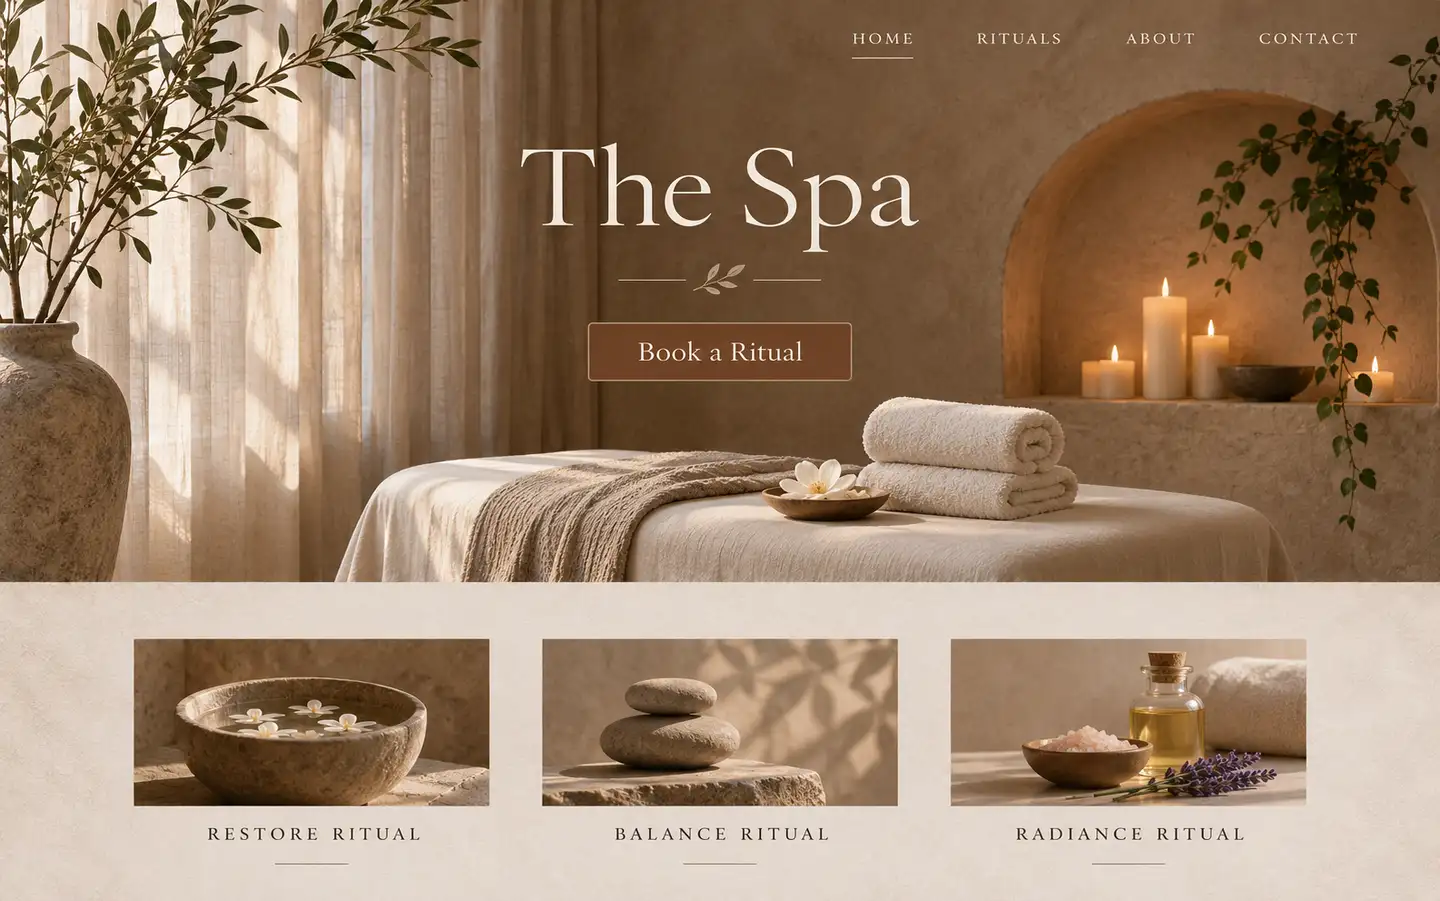 HOME RITUALS ABOUT CONTACT
The Spa
Book a Ritual
RESTORE RITUAL
BALANCE RITUAL
RADIANCE RITUAL